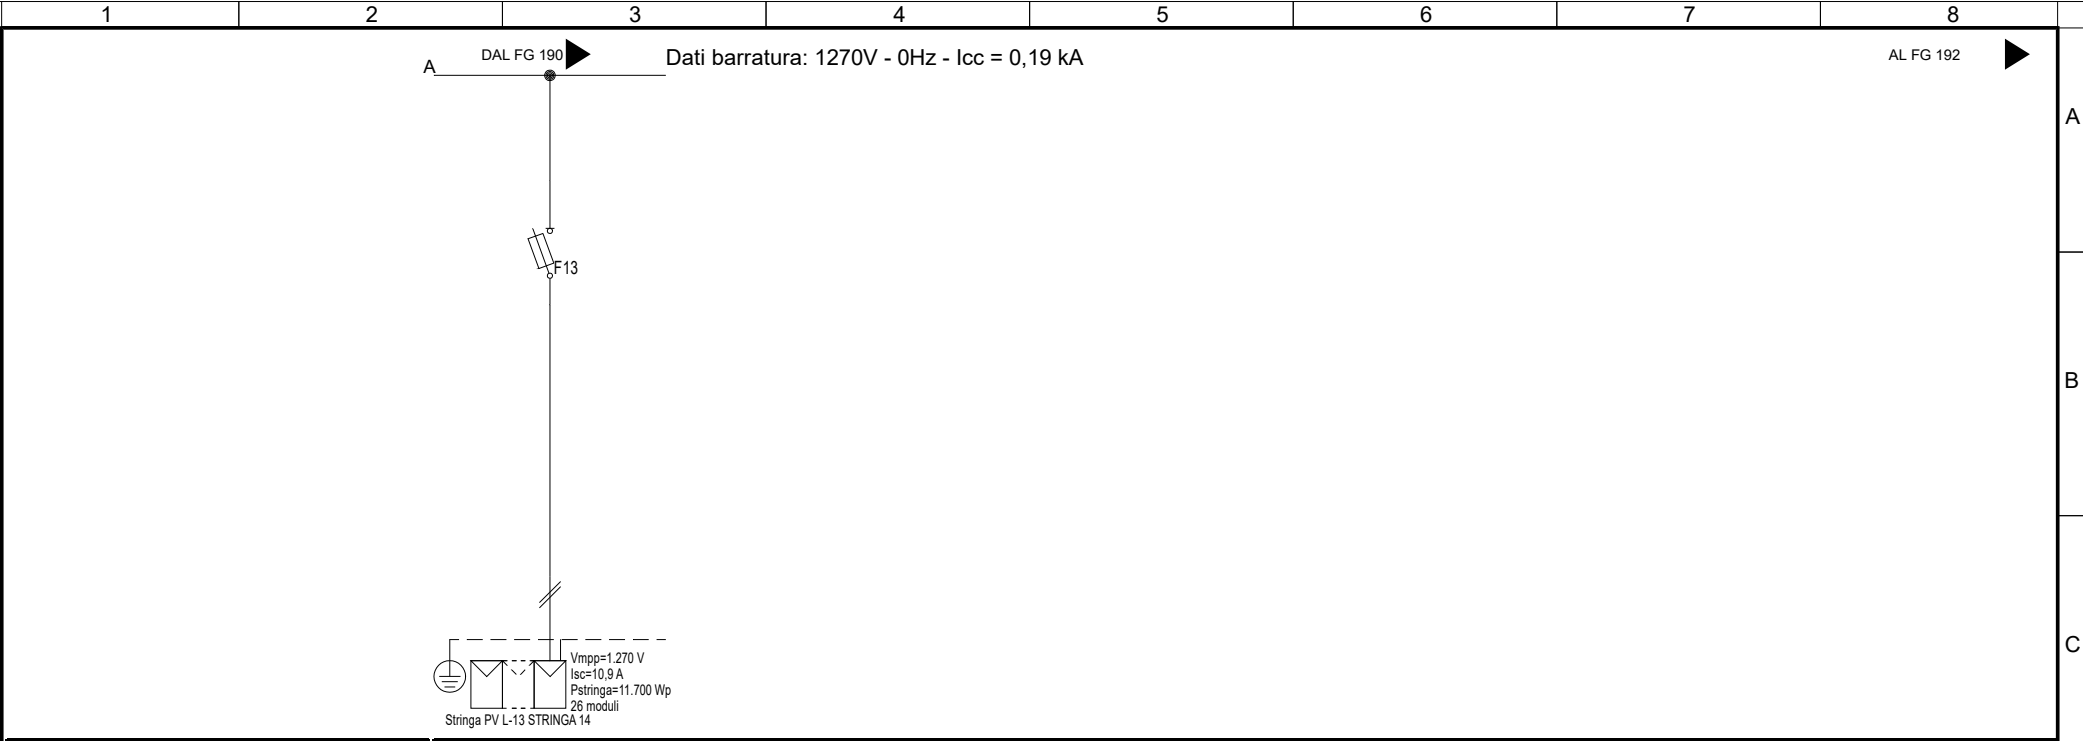 1 2 3 4 5 6 7 8
DAL FG 190 Dati barratura: 1270V - 0Hz - Icc = 0,19 kA AL FG 192
A
A
F13
B
C
Vmpp=1.270 V
Isc=10,9 A
Pstringa=11.700 Wp
26 moduli
Stringa PV L-13 STRINGA 14